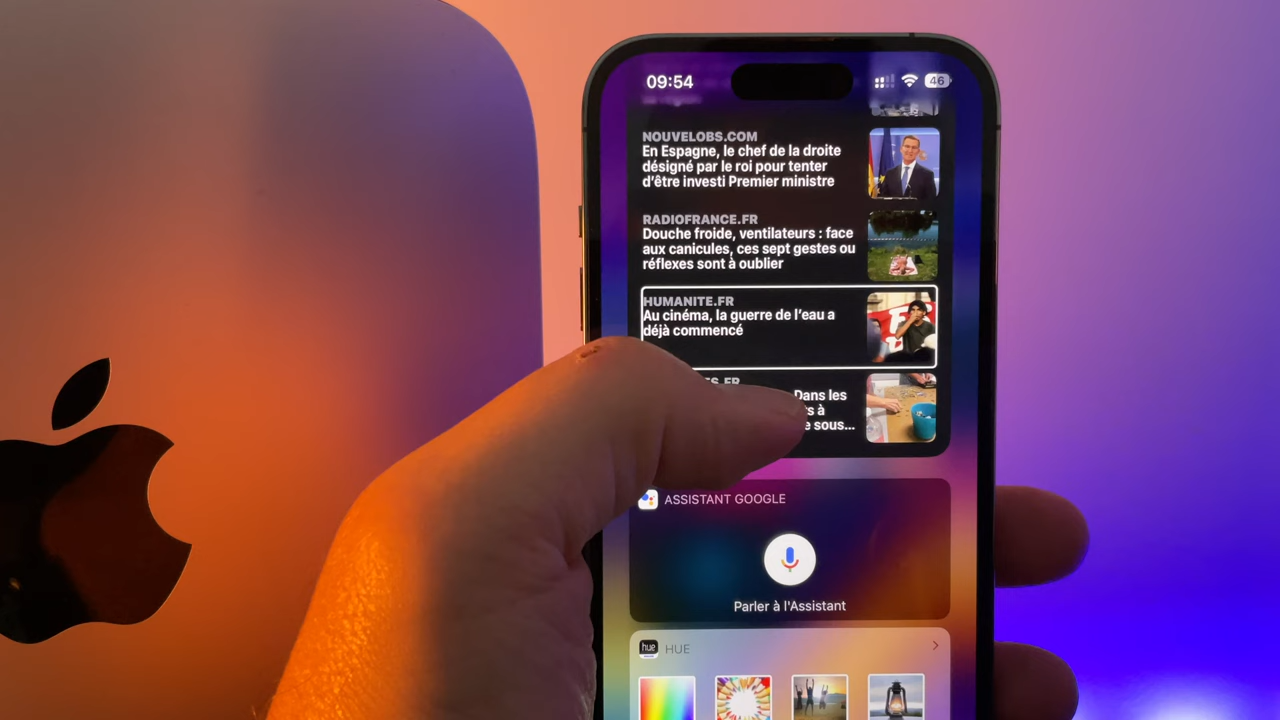 09:54
46
NOUVELOBS.COM
En Espagne, le chef de la droite
désigné par le roi pour tenter
d'être investi Premier ministre
RADIOFRANCE.FR
Douche froide, ventilateurs : face
aux canicules, ces sept gestes ou
réflexes sont à oublier
HUMANITE.FR
Au cinéma, la guerre de l'eau a
déjà commencé
Dans les
à
sous...
ASSISTANT GOOGLE
Parler à l'Assistant
hue
HUE